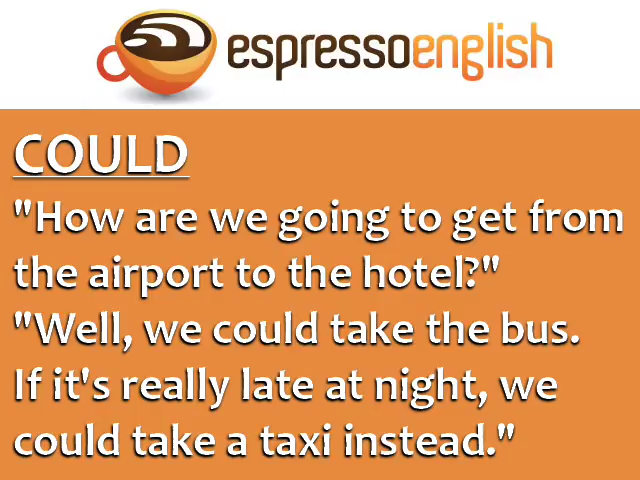 espressoenglish
COULD
"How are we going to get from
the airport to the hotel?"
"Well, we could take the bus.
If it's really late at night, we
could take a taxi instead."